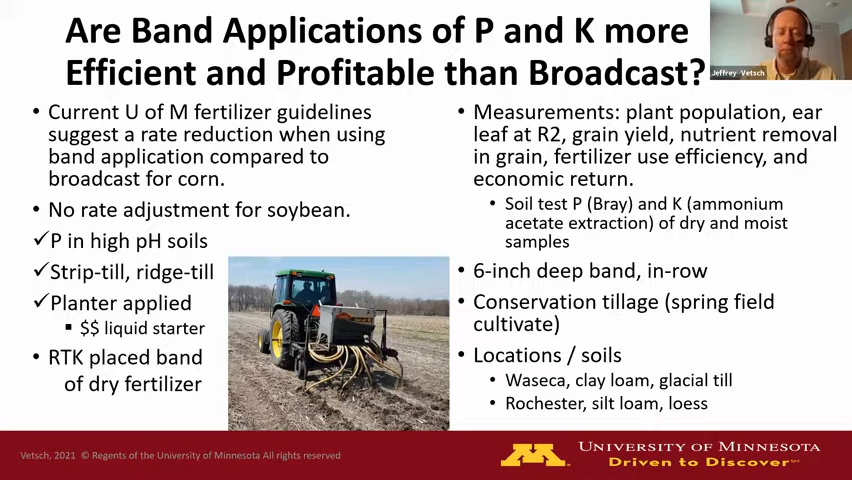 Are Band Applications of P and K more
Efficient and Profitable than Broadcast?
Jeffrey Vetsch
• Current U of M fertilizer guidelines
suggest a rate reduction when using
band application compared to
broadcast for corn.
• No rate adjustment for soybean.
✓P in high pH soils
✓Strip-till, ridge-till
✓Planter applied
▪ $$ liquid starter
• RTK placed band
of dry fertilizer
• Measurements: plant population, ear
leaf at R2, grain yield, nutrient removal
in grain, fertilizer use efficiency, and
economic return.
• Soil test P (Bray) and K (ammonium
acetate extraction) of dry and moist
samples
• 6-inch deep band, in-row
• Conservation tillage (spring field
cultivate)
• Locations / soils
• Waseca, clay loam, glacial till
• Rochester, silt loam, loess
Vetsch, 2021 © Regents of the University of Minnesota All rights reserved
M
UNIVERSITY OF MINNESOTA
Driven to Discover℠